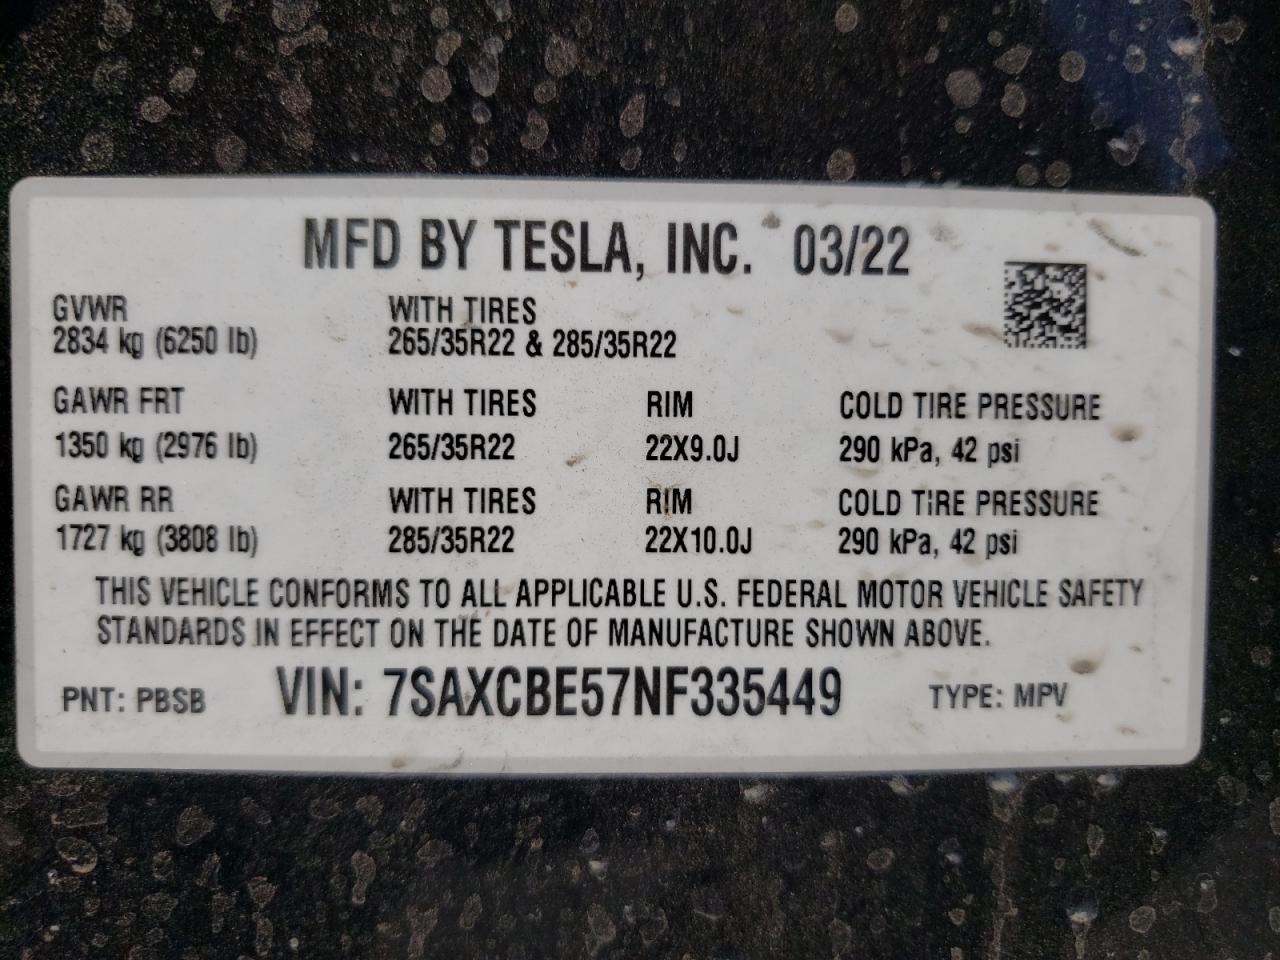 MFD BY TESLA, INC. 03/22
GVWR WITH TIRES
2834 kg (6250 lb) 265/35R22 & 285/35R22
GAWR FRT WITH TIRES RIM COLD TIRE PRESSURE
1350 kg (2976 lb) 265/35R22 22X9.0J 290 kPa, 42 psi
GAWR RR WITH TIRES RIM COLD TIRE PRESSURE
1727 kg (3808 lb) 285/35R22 22X10.0J 290 kPa, 42 psi
THIS VEHICLE CONFORMS TO ALL APPLICABLE U.S. FEDERAL MOTOR VEHICLE SAFETY
STANDARDS IN EFFECT ON THE DATE OF MANUFACTURE SHOWN ABOVE.
PNT: PBSB VIN: 7SAXCBE57NF335449 TYPE: MPV